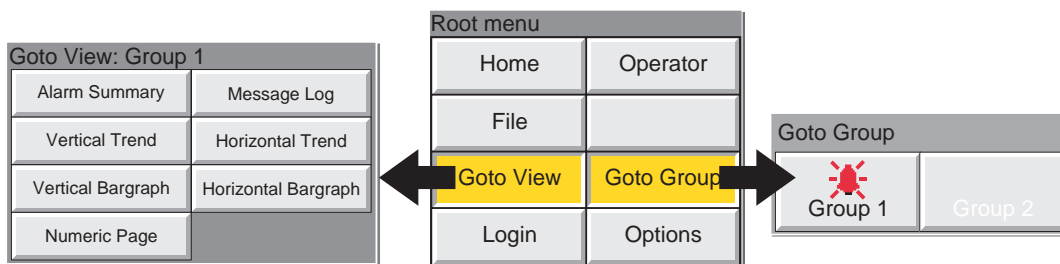 Goto View: Group 1
Alarm Summary
Message Log
Vertical Trend
Horizontal Trend
Vertical Bargraph
Horizontal Bargraph
Numeric Page
Root menu
Home
Operator
File
Goto View
Goto Group
Login
Options
Goto Group
Group 1
Group 2